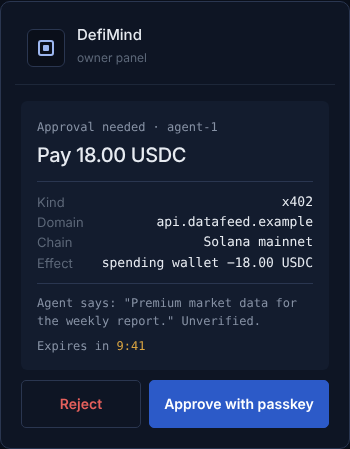 DefiMind
owner panel
Approval needed · agent-1
Pay 18.00 USDC
Kind x402
Domain api.datafeed.example
Chain Solana mainnet
Effect spending wallet −18.00 USDC
Agent says: "Premium market data for
the weekly report." Unverified.
Expires in 9:41
Reject
Approve with passkey